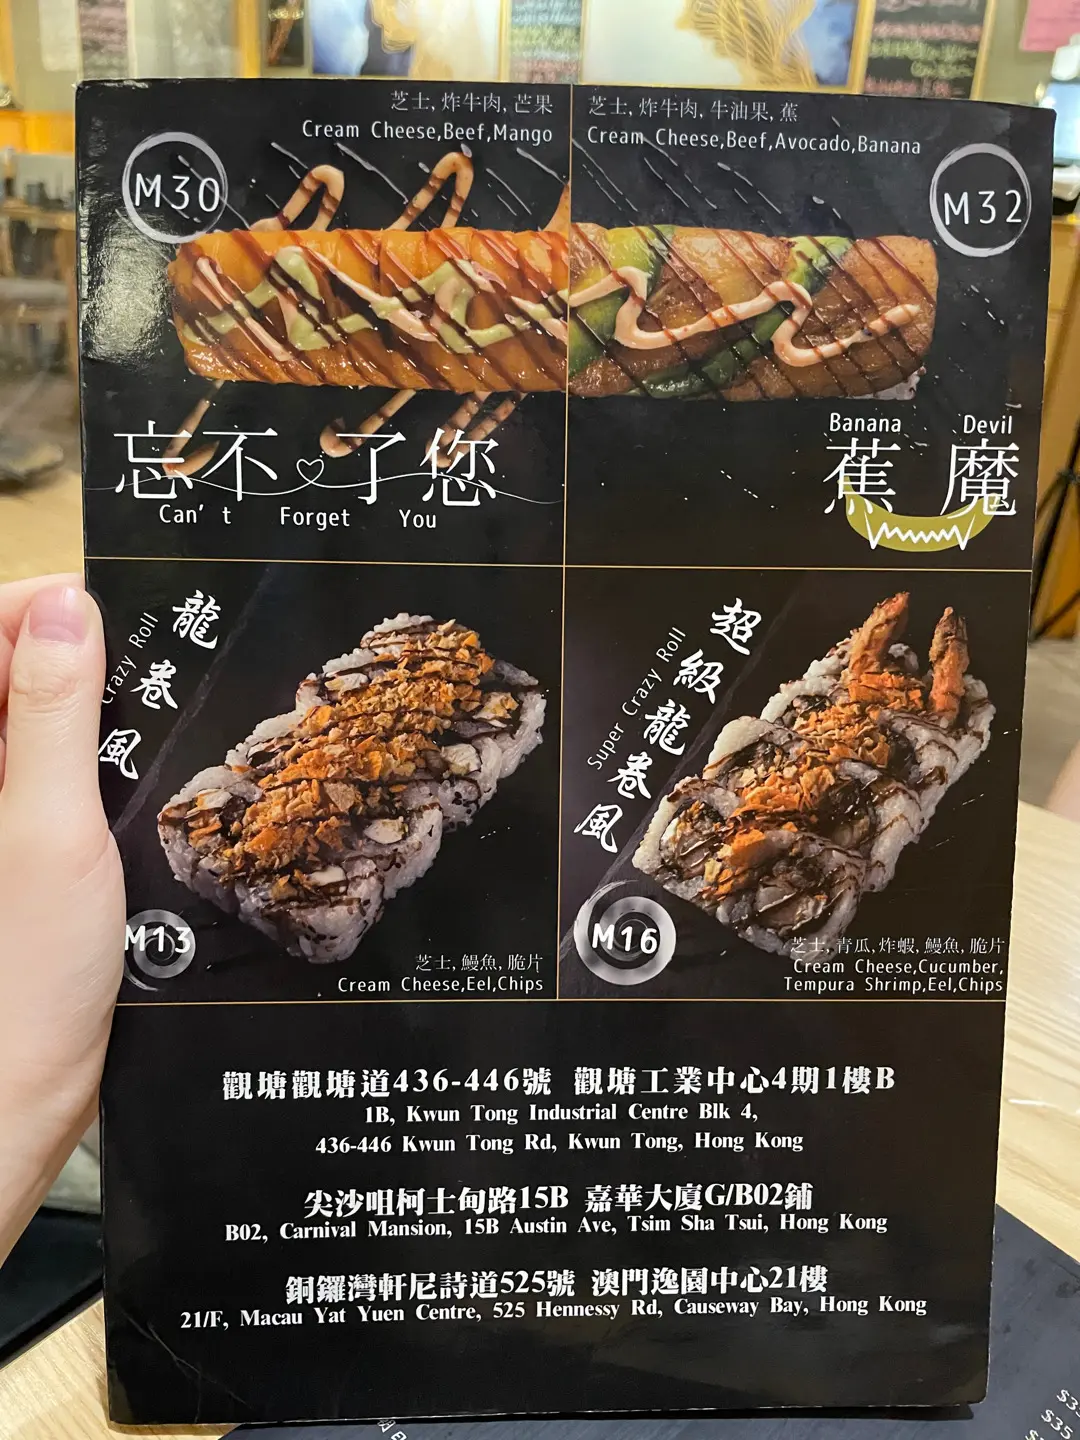 芝士, 炸牛肉, 芒果
Cream Cheese,Beef,Mango
M30
忘不了您
Can't Forget You
芝士, 炸牛肉, 牛油果, 蕉
Cream Cheese,Beef,Avocado,Banana
M32
Banana Devil
蕉魔
龍卷風
Crazy Roll
M13
芝士, 鰻魚, 脆片
Cream Cheese,Eel,Chips
超級龍卷風
Super Crazy Roll
M16
芝士, 青瓜, 炸蝦, 鰻魚, 脆片
Cream Cheese,Cucumber,
Tempura Shrimp,Eel,Chips
觀塘觀塘道436-446號 觀塘工業中心4期1樓B
1B, Kwun Tong Industrial Centre Blk 4,
436-446 Kwun Tong Rd, Kwun Tong, Hong Kong
尖沙咀柯士甸路15B 嘉華大廈G/B02鋪
B02, Carnival Mansion, 15B Austin Ave, Tsim Sha Tsui, Hong Kong
銅鑼灣軒尼詩道525號 澳門逸園中心21樓
21/F, Macau Yat Yuen Centre, 525 Hennessy Rd, Causeway Bay, Hong Kong
$35